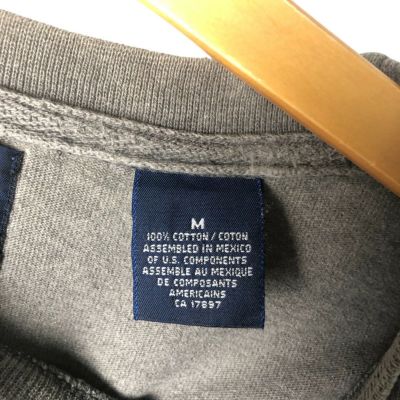 M
100% COTTON / COTON
ASSEMBLED IN MEXICO
OF U.S. COMPONENTS
ASSEMBLE AU MEXIQUE
DE COMPOSANTS
AMERICAINS
CA 17897